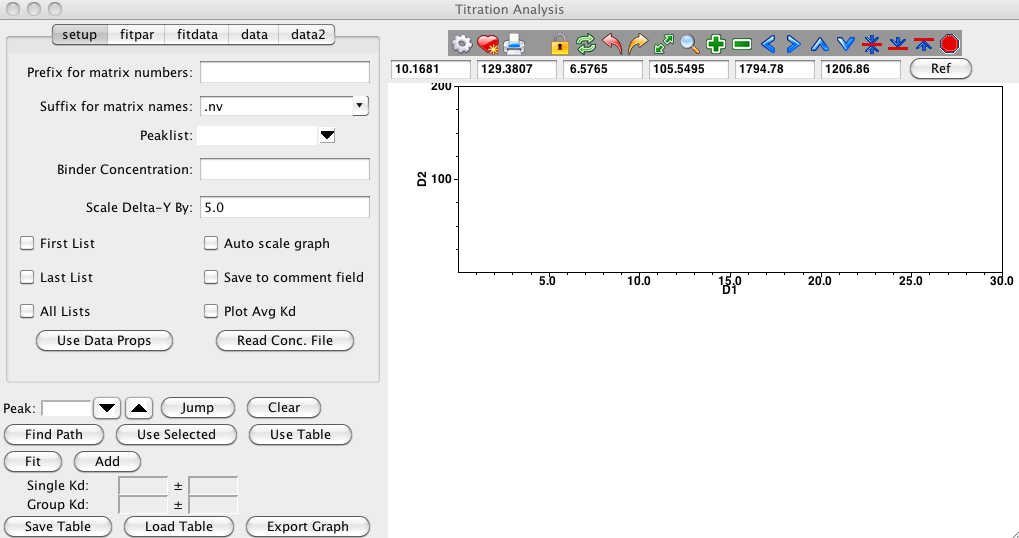 Titration Analysis
setup fitpar fitdata data data2
Prefix for matrix numbers:
Suffix for matrix names: .nv
Peaklist:
Binder Concentration:
Scale Delta-Y By: 5.0
First List Auto scale graph
Last List Save to comment field
All Lists Plot Avg Kd
Use Data Props Read Conc. File
Peak: Jump Clear
Find Path Use Selected Use Table
Fit Add
Single Kd: ±
Group Kd: ±
Save Table Load Table Export Graph
10.1681 129.3807 6.5765 105.5495 1794.78 1206.86 Ref
200
D2 100
5.0 10.0 15.0 20.0 25.0 30.0
D1